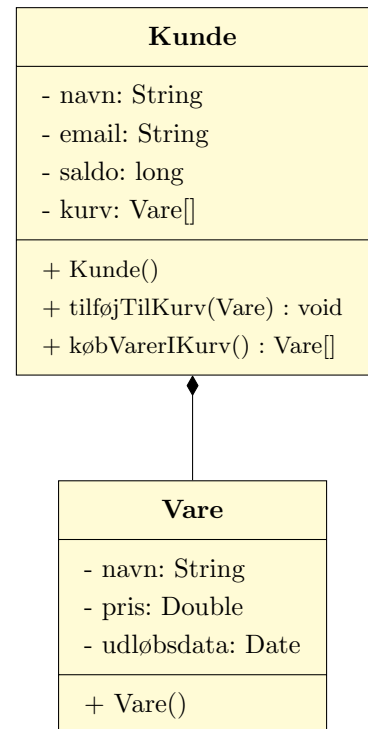 Kunde
- navn: String
- email: String
- saldo: long
- kurv: Vare[]
+ Kunde()
+ tilføjTilKurv(Vare) : void
+ købVarerIKurv() : Vare[]
Vare
- navn: String
- pris: Double
- udløbsdata: Date
+ Vare()